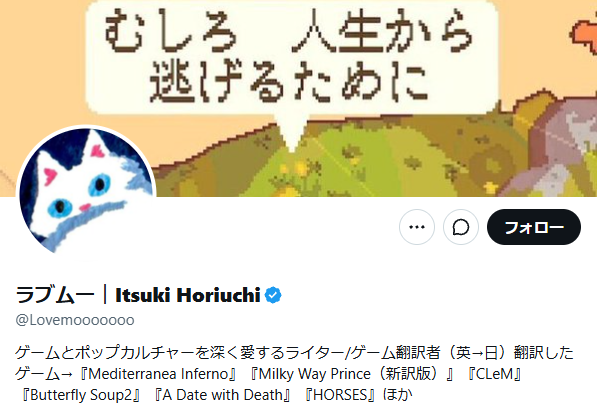 むしろ 人生から
逃げるために
フォロー
ラブムー｜Itsuki Horiuchi
@Lovemooooooo
ゲームとポップカルチャーを深く愛するライター/ゲーム翻訳者（英→日）翻訳した
ゲーム→『Mediterranea Inferno』『Milky Way Prince（新訳版）』『CLeM』
『Butterfly Soup2』『A Date with Death』『HORSES』ほか